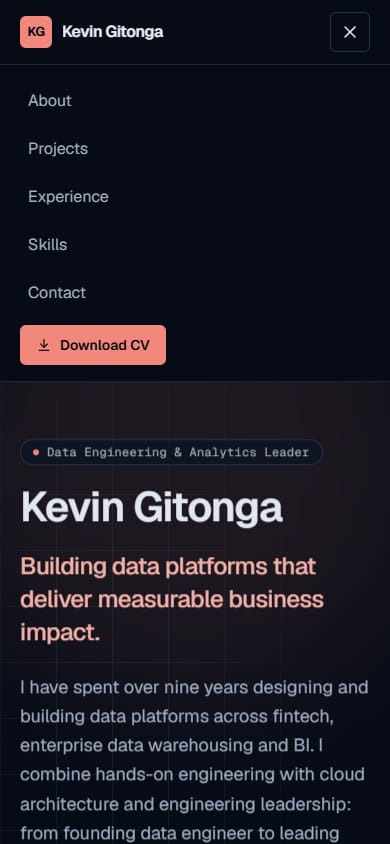 KG Kevin Gitonga
About
Projects
Experience
Skills
Contact
Download CV
Data Engineering & Analytics Leader
Kevin Gitonga
Building data platforms that
deliver measurable business
impact.
I have spent over nine years designing and
building data platforms across fintech,
enterprise data warehousing and BI. I
combine hands-on engineering with cloud
architecture and engineering leadership:
from founding data engineer to leading